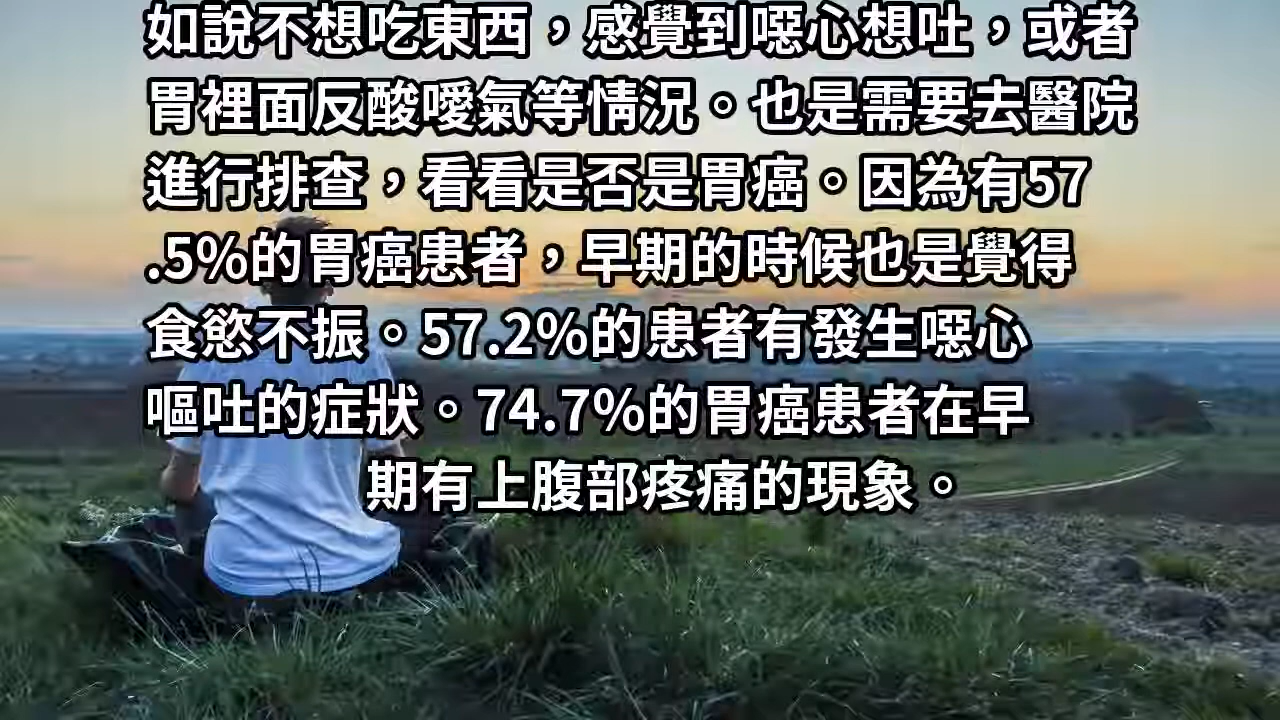 如說不想吃東西，感覺到噁心想吐，或者
胃裡面反酸噯氣等情況。也是需要去醫院
進行排查，看看是否是胃癌。因為有57
.5%的胃癌患者，早期的時候也是覺得
食慾不振。57.2%的患者有發生噁心
嘔吐的症狀。74.7%的胃癌患者在早
期有上腹部疼痛的現象。